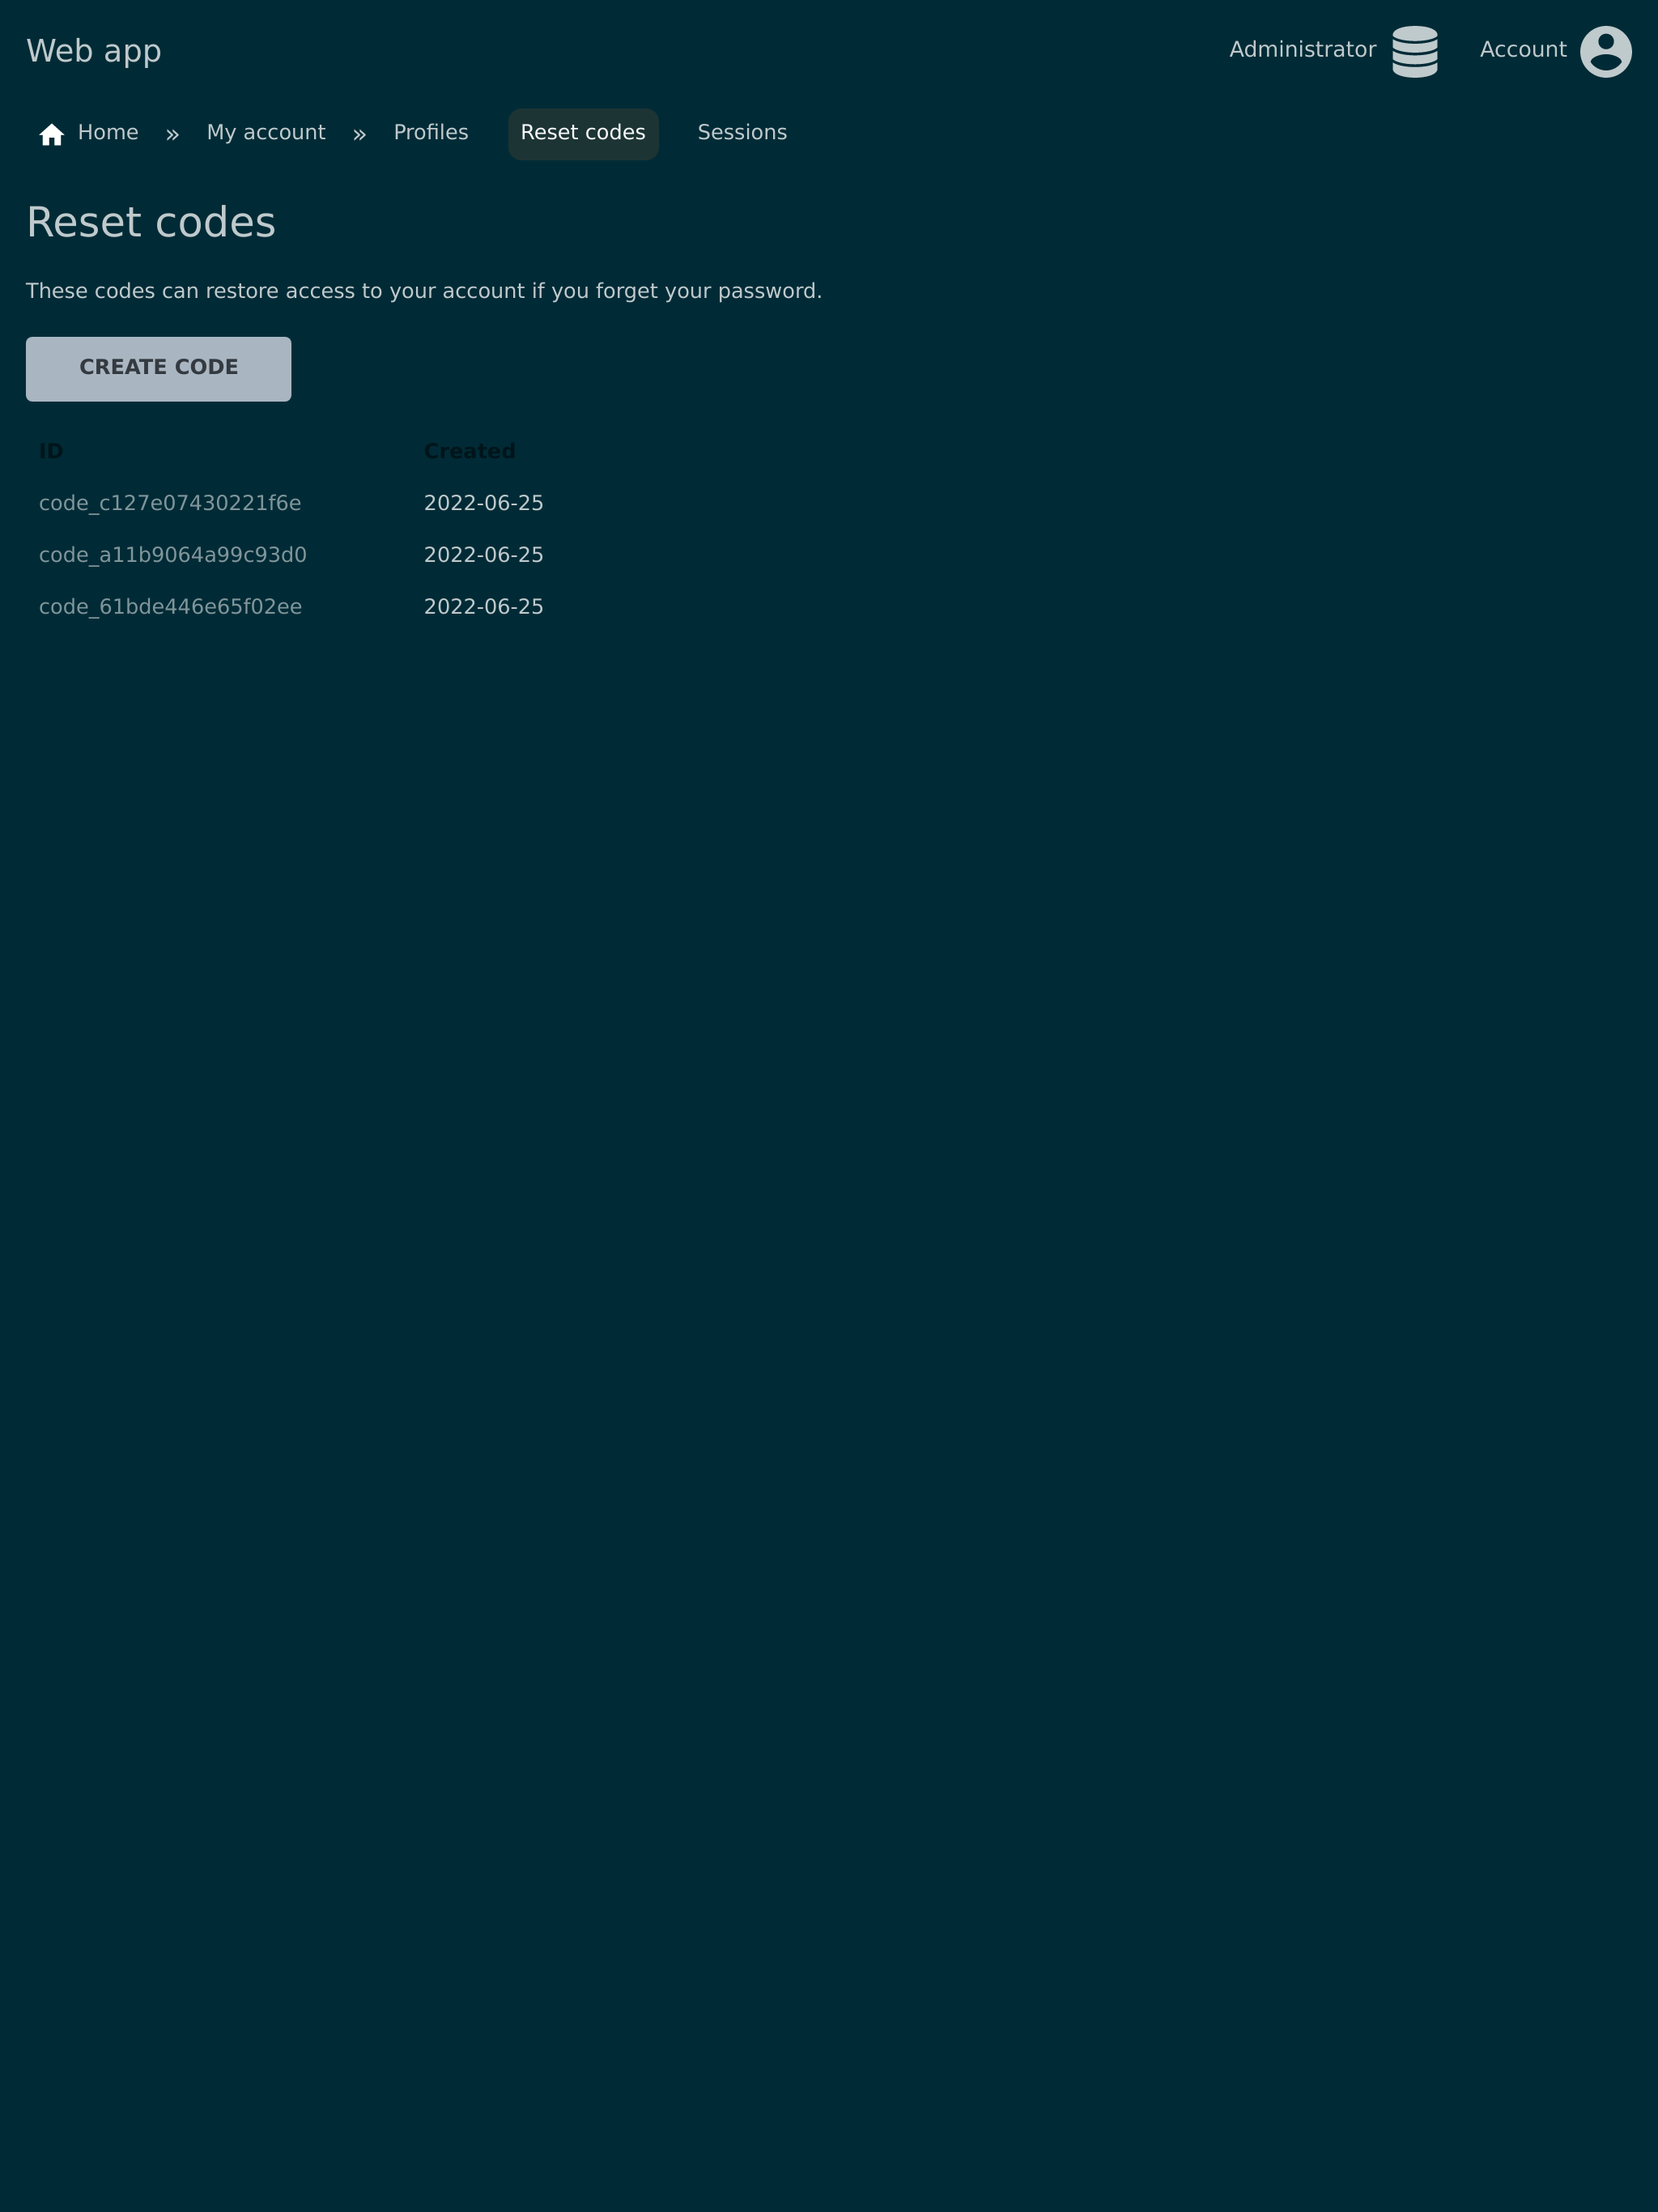 Web app
Administrator Account
Home » My account » Profiles Reset codes Sessions
Reset codes
These codes can restore access to your account if you forget your password.
CREATE CODE
ID Created
code_c127e07430221f6e 2022-06-25
code_a11b9064a99c93d0 2022-06-25
code_61bde446e65f02ee 2022-06-25